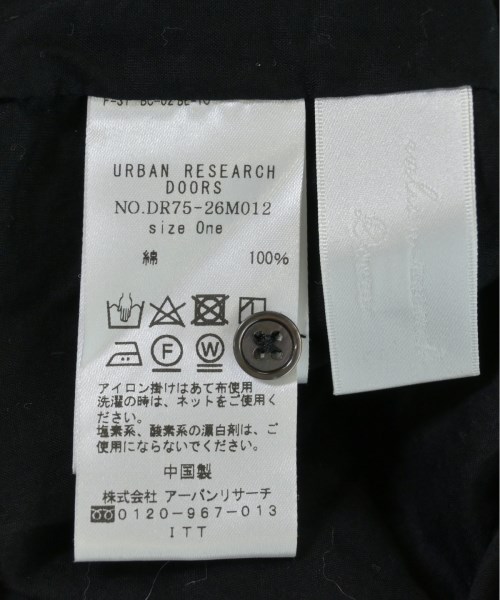 URBAN RESEARCH
DOORS
NO.DR75-26M012
size One
綿 100%
F
W
アイロン掛けはあて布使用
洗濯の時は、ネットをご使用く
ださい。
塩素系、酸素系の漂白剤は、ご
使用にならないでください。
中国製
株式会社 アーバンリサーチ
0120-967-013
ITT